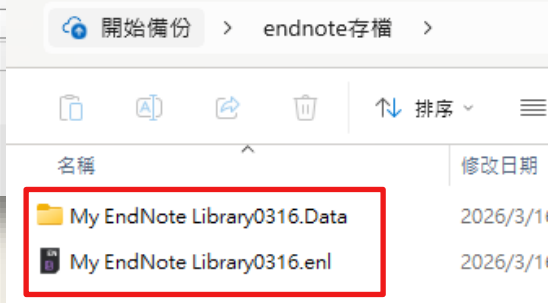 開始備份 > endnote存檔 >
排序
名稱 修改日期
My EndNote Library0316.Data 2026/3/16
My EndNote Library0316.enl 2026/3/16